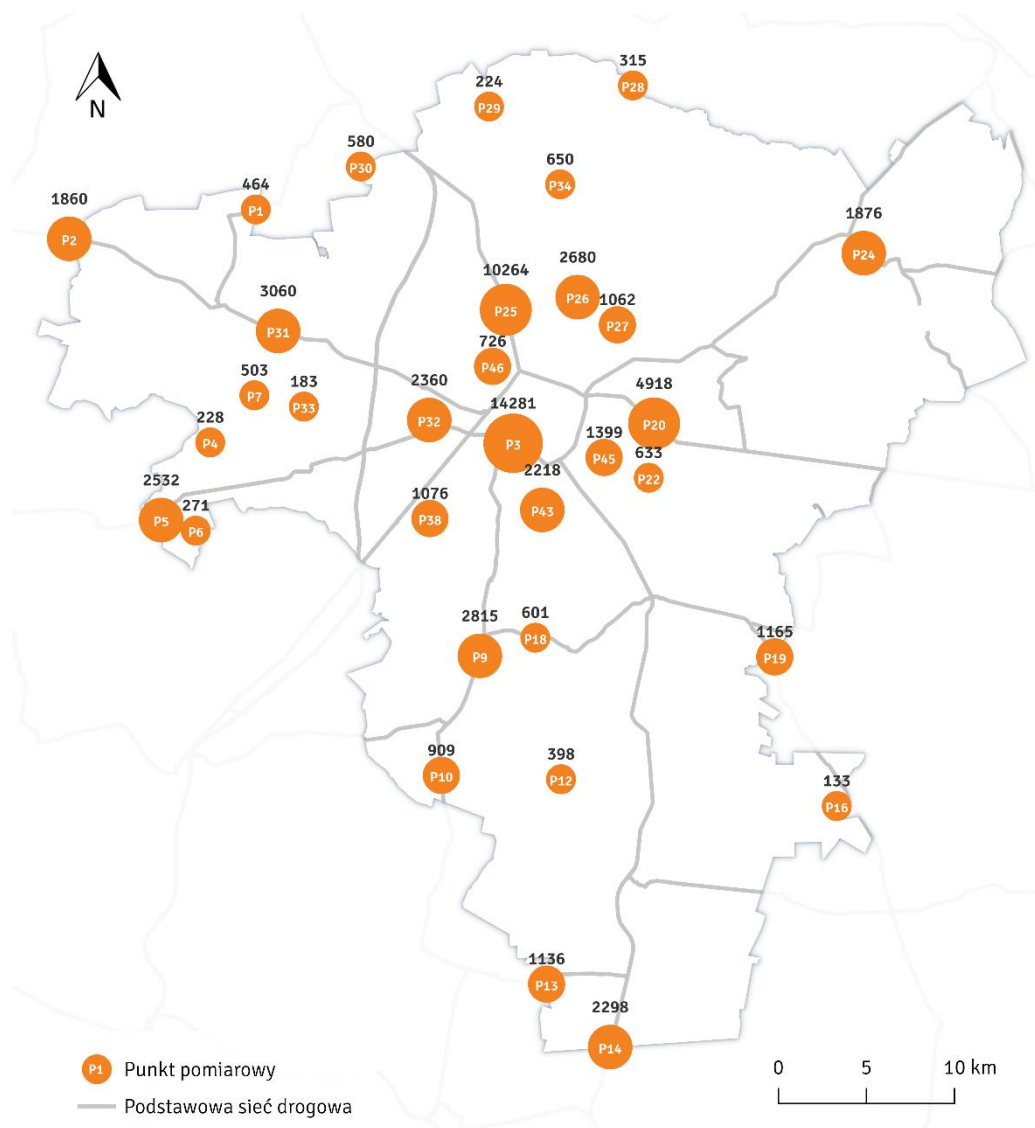 315
P28
224
P29
N
580
P30
650
P34
464
P1
1860
P2
1876
P24
2680
P26
10264
P25
1062
P27
3060
P31
726
P46
503
P7
183
P33
2360
P32
4918
P20
14281
P3
228
P4
1399
P45
633
P22
2532
P5
271
P6
1076
P38
2218
P43
2815
P9
601
P18
1165
P19
909
P10
398
P12
133
P16
1136
P13
2298
P14
P1 Punkt pomiarowy
Podstawowa sieć drogowa
0 5 10 km